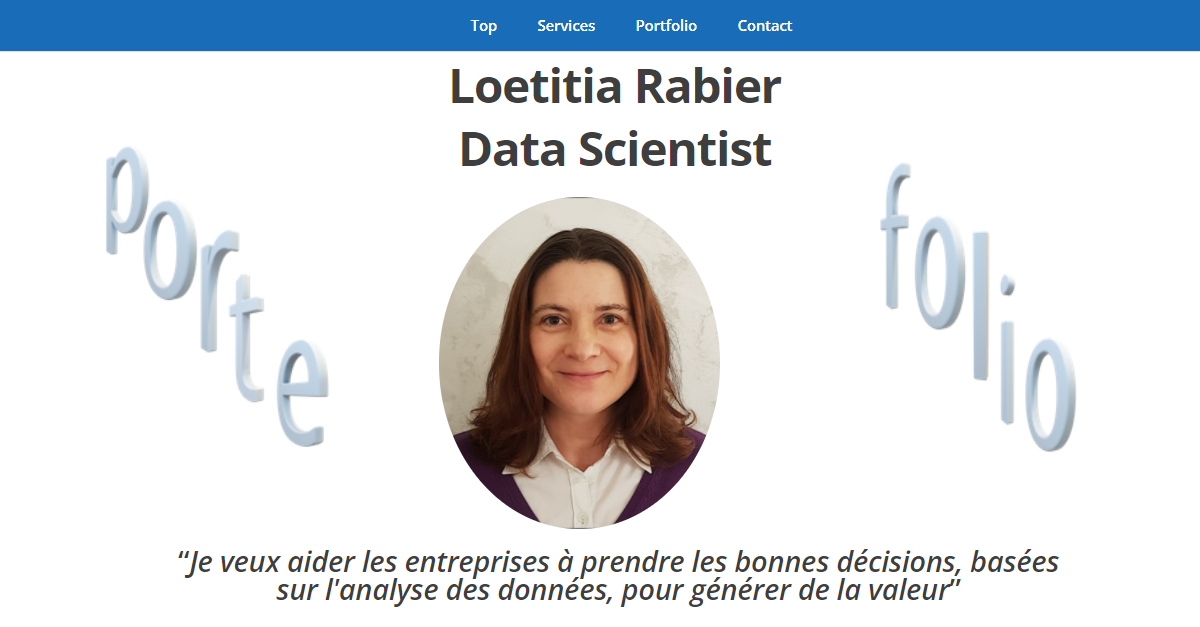 Top Services Portfolio Contact
Loetitia Rabier
Data Scientist
porte
folio
“Je veux aider les entreprises à prendre les bonnes décisions, basées
sur l'analyse des données, pour générer de la valeur”